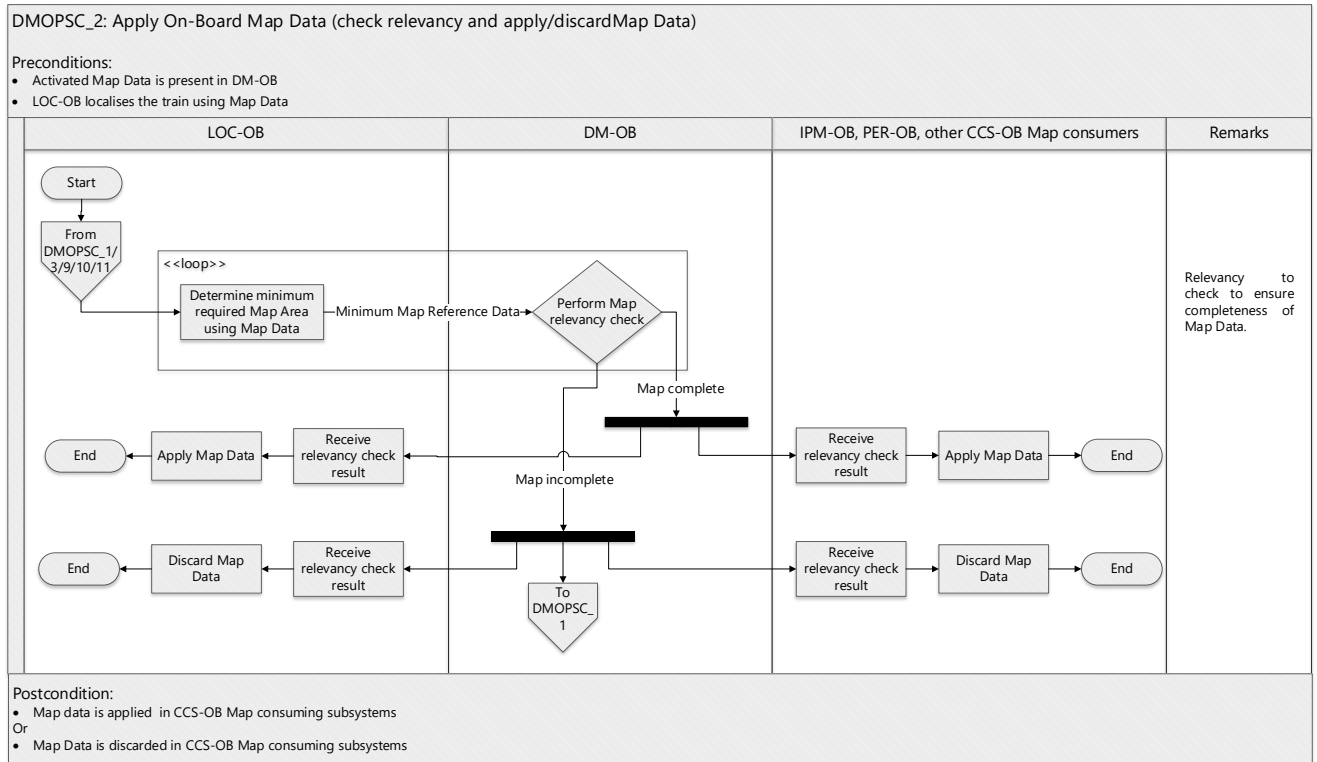 DMOPSC_2: Apply On-Board Map Data (check relevancy and apply/discardMap Data)
Preconditions:
• Activated Map Data is present in DM-OB
• LOC-OB localises the train using Map Data
LOC-OB
DM-OB
IPM-OB, PER-OB, other CCS-OB Map consumers
Remarks
Start
From
DMOPSC_1/
3/9/10/11
<<loop>>
Determine minimum
required Map Area
using Map Data
Minimum Map Reference Data
Perform Map
relevancy check
Relevancy to
check to ensure
completeness of
Map Data.
Map complete
End
Apply Map Data
Receive
relevancy check
result
Receive
relevancy check
result
Apply Map Data
End
Map incomplete
End
Discard Map
Data
Receive
relevancy check
result
To
DMOPSC_
1
Receive
relevancy check
result
Discard Map
Data
End
Postcondition:
• Map data is applied in CCS-OB Map consuming subsystems
Or
• Map Data is discarded in CCS-OB Map consuming subsystems